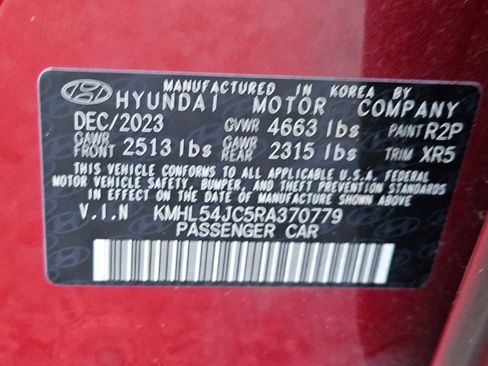 MANUFACTURED IN KOREA BY
HYUNDAI MOTOR COMPANY
DEC/2023 GVWR 4663 lbs PAINT R2P
GAWR FRONT 2513 lbs GAWR REAR 2315 lbs TRIM XR5
THIS VEHICLE CONFORMS TO ALL APPLICABLE U.S.A. FEDERAL
MOTOR VEHICLE SAFETY, BUMPER, AND THEFT PREVENTION STANDARDS
IN EFFECT ON THE DATE OF MANUFACTURE SHOWN ABOVE.
V.I.N KMHL54JC5RA370779
PASSENGER CAR